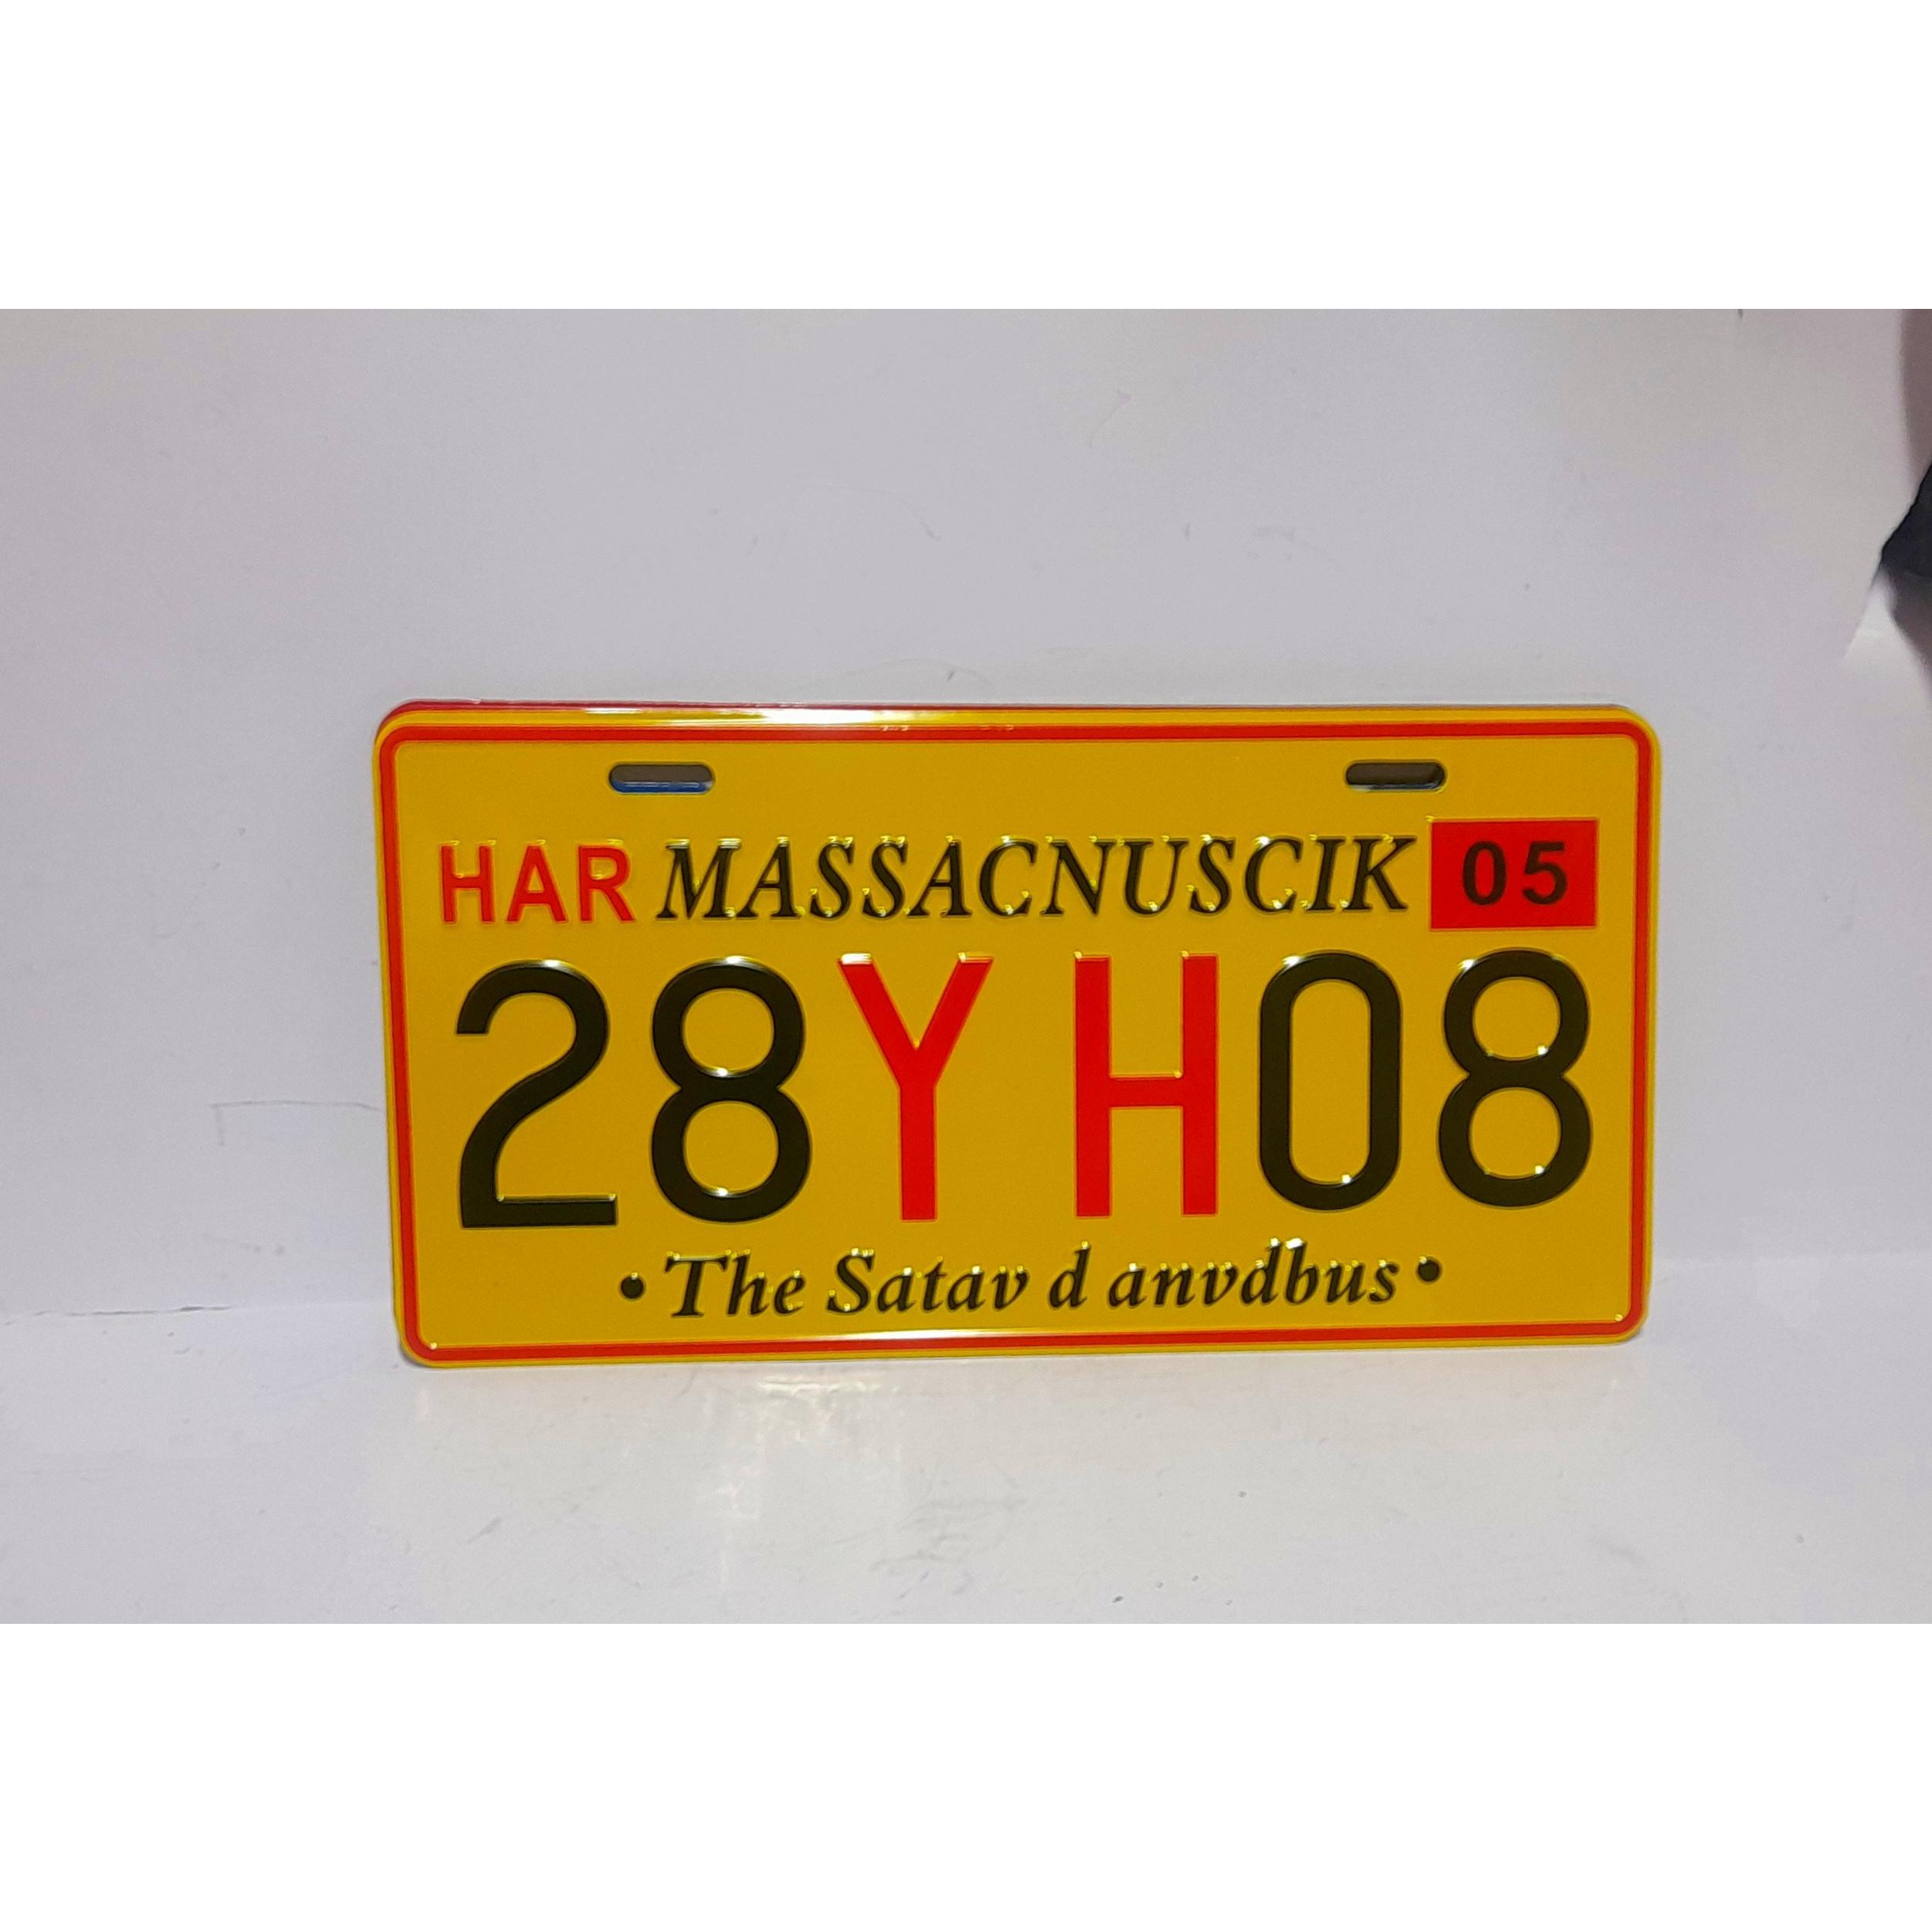 HAR MASSACNUSCIK 05
28Y H08
• The Satav d anvdbus •